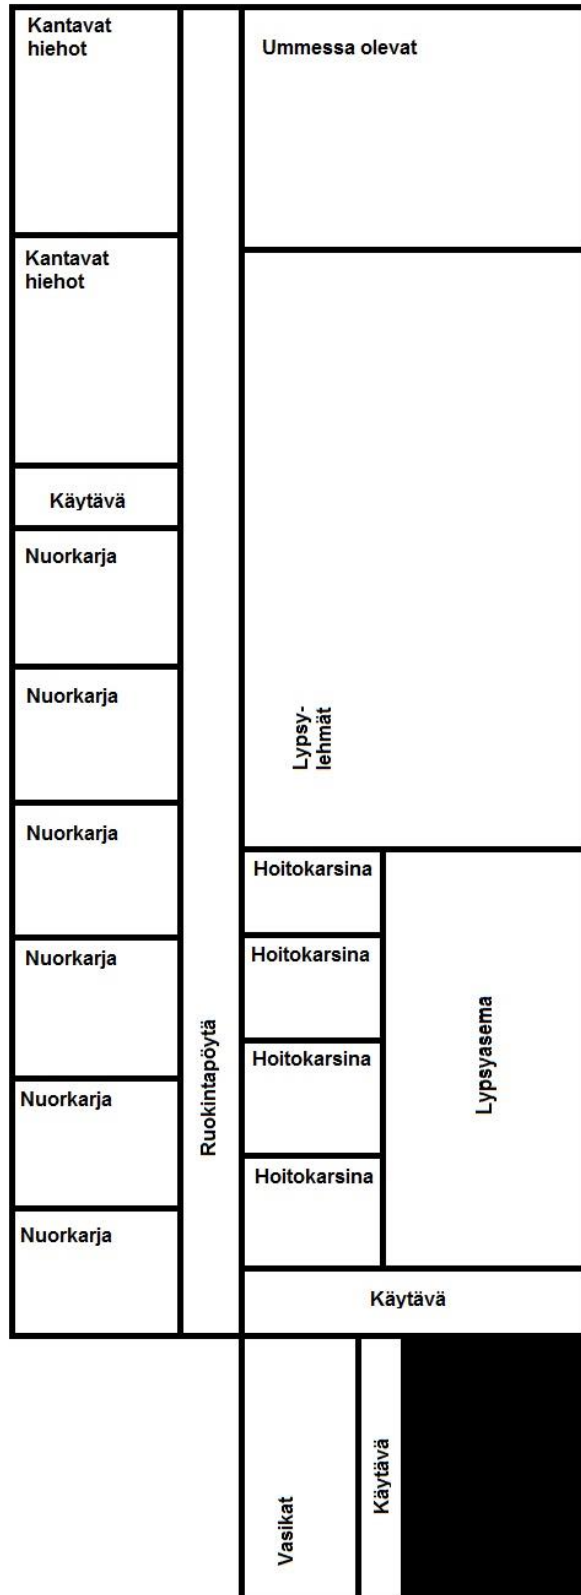 Kantavat
hiehot
Ummessa olevat
Kantavat
hiehot
Käytävä
Nuorkarja
Nuorkarja
Lypsy-
lehmät
Nuorkarja
Hoitokarsina
Nuorkarja
Hoitokarsina
Ruokintapöytä
Lypsyasema
Hoitokarsina
Nuorkarja
Hoitokarsina
Nuorkarja
Käytävä
Vasikat
Käytävä